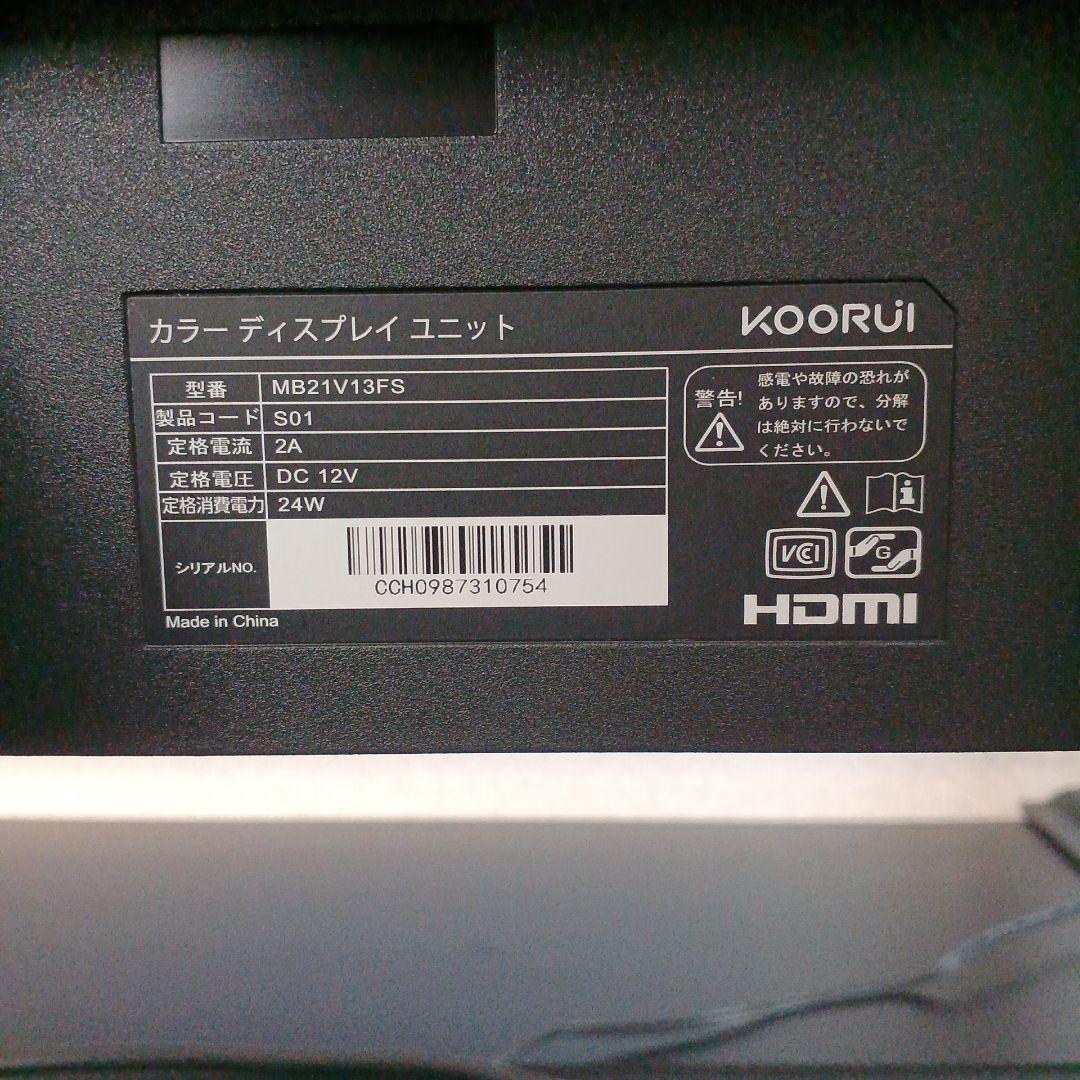 カラー ディスプレイ ユニット
KOORUI
型番 MB21V13FS
製品コード S01
定格電流 2A
定格電圧 DC 12V
定格消費電力 24W
シリアルNO.
CCH0987310754
Made in China
警告!
感電や故障の恐れが
ありますので、分解
は絶対に行わないで
ください。
VCCI
G
HDMI